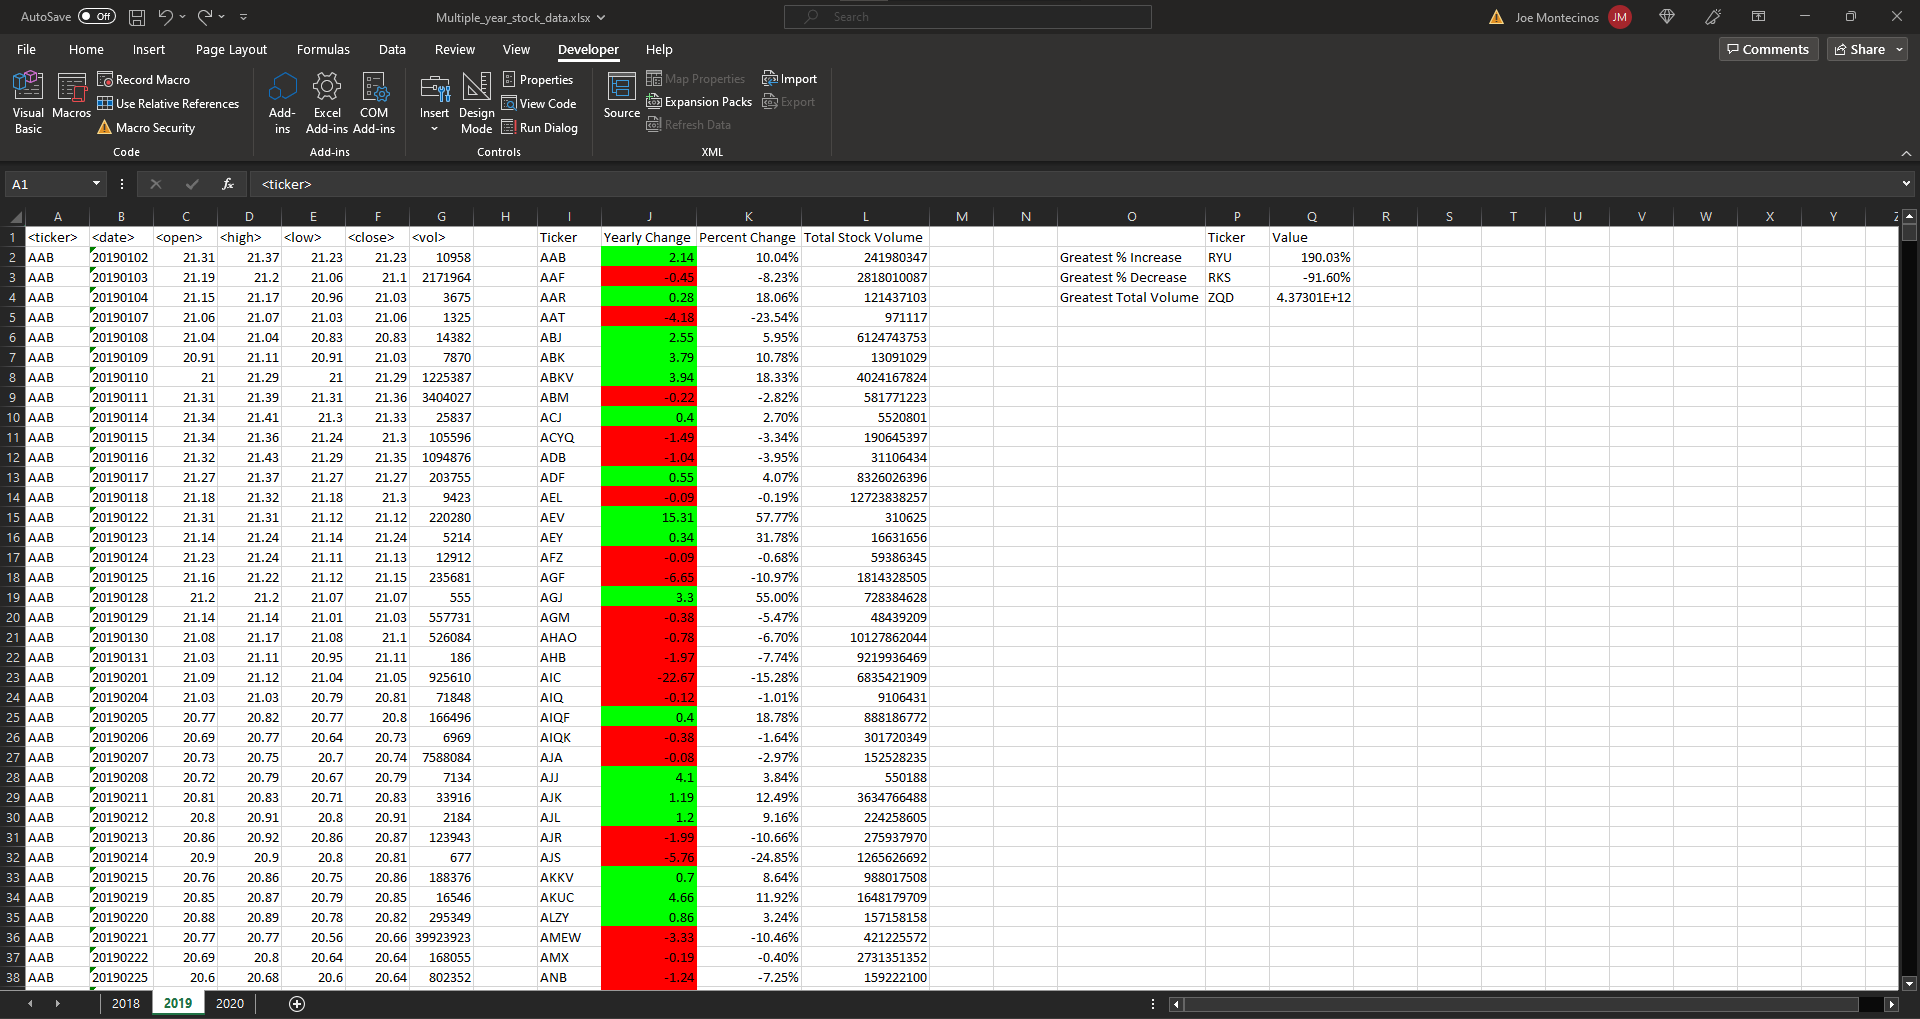 AutoSave Off Multiple_year_stock_data.xlsx Search Joe Montecinos JM
File Home Insert Page Layout Formulas Data Review View Developer Help Comments Share
Visual Basic Macros Record Macro Use Relative References Macro Security Add-ins Excel Add-ins COM Add-ins Insert Design Mode Properties View Code Run Dialog Source Map Properties Expansion Packs Refresh Data Import Export
Code Add-ins Controls XML
A1 fx <ticker>
A B C D E F G H I J K L M N O P Q R S T U V W X Y Z
1 <ticker> <date> <open> <high> <low> <close> <vol> Ticker Yearly Change Percent Change Total Stock Volume Ticker Value
2 AAB 20190102 21.31 21.37 21.23 21.23 10958 AAB 2.14 10.04% 241980347 Greatest % Increase RYU 190.03%
3 AAB 20190103 21.19 21.2 21.06 21.1 2171964 AAF -0.45 -8.23% 2818010087 Greatest % Decrease RKS -91.60%
4 AAB 20190104 21.15 21.17 20.96 21.03 3675 AAR 0.28 18.06% 121437103 Greatest Total Volume ZQD 4.37301E+12
5 AAB 20190107 21.06 21.07 21.03 21.06 1325 AAT -4.18 -23.54% 971117
6 AAB 20190108 21.04 21.04 20.83 20.83 14382 ABJ 2.55 5.95% 6124743753
7 AAB 20190109 20.91 21.11 20.91 21.03 7870 ABK 3.79 10.78% 13091029
8 AAB 20190110 21 21.29 21 21.29 1225387 ABKV 3.94 18.33% 4024167824
9 AAB 20190111 21.31 21.39 21.31 21.36 3404027 ABM -0.22 -2.82% 581771223
10 AAB 20190114 21.34 21.41 21.3 21.33 25837 ACJ 0.4 2.70% 5520801
11 AAB 20190115 21.34 21.36 21.24 21.3 105596 ACYQ -1.49 -3.34% 190645397
12 AAB 20190116 21.32 21.43 21.29 21.35 1094876 ADB -1.04 -3.95% 31106434
13 AAB 20190117 21.27 21.37 21.27 21.27 203755 ADF 0.55 4.07% 8326026396
14 AAB 20190118 21.18 21.32 21.18 21.3 9423 AEL -0.09 -0.19% 12723838257
15 AAB 20190122 21.31 21.31 21.12 21.12 220280 AEV 15.31 57.77% 310625
16 AAB 20190123 21.14 21.24 21.14 21.24 5214 AEY 0.34 31.78% 16631656
17 AAB 20190124 21.23 21.24 21.11 21.13 12912 AFZ -0.09 -0.68% 59386345
18 AAB 20190125 21.16 21.22 21.12 21.15 235681 AGF -6.65 -10.97% 1814328505
19 AAB 20190128 21.2 21.2 21.07 21.07 555 AGJ 3.3 55.00% 728384628
20 AAB 20190129 21.14 21.14 21.01 21.03 557731 AGM -0.38 -5.47% 48439209
21 AAB 20190130 21.08 21.17 21.08 21.1 526084 AHAO -0.78 -6.70% 10127862044
22 AAB 20190131 21.03 21.11 20.95 21.11 186 AHB -1.97 -7.74% 9219936469
23 AAB 20190201 21.09 21.12 21.04 21.05 925610 AIC -22.67 -15.28% 6835421909
24 AAB 20190204 21.03 21.03 20.79 20.81 71848 AIQ -0.12 -1.01% 9106431
25 AAB 20190205 20.77 20.82 20.77 20.8 166496 AIQF 0.4 18.78% 888186772
26 AAB 20190206 20.69 20.77 20.64 20.73 6969 AIQK -0.38 -1.64% 301720349
27 AAB 20190207 20.73 20.75 20.7 20.74 7588084 AJA -0.08 -2.97% 152528235
28 AAB 20190208 20.72 20.79 20.67 20.79 7134 AJJ 4.1 3.84% 550188
29 AAB 20190211 20.81 20.83 20.71 20.83 33916 AJK 1.19 12.49% 3634766488
30 AAB 20190212 20.8 20.91 20.8 20.91 2184 AJL 1.2 9.16% 224258605
31 AAB 20190213 20.86 20.92 20.86 20.87 123943 AJR -1.99 -10.66% 275937970
32 AAB 20190214 20.9 20.9 20.8 20.81 677 AJS -5.76 -24.85% 1265626692
33 AAB 20190215 20.76 20.86 20.75 20.86 188376 AKKV 0.7 8.64% 988017508
34 AAB 20190219 20.85 20.87 20.79 20.85 16546 AKUC 4.66 11.92% 1648179709
35 AAB 20190220 20.88 20.89 20.78 20.82 295349 ALZY 0.86 3.24% 157158158
36 AAB 20190221 20.77 20.77 20.56 20.66 39923923 AMEW -3.33 -10.46% 421225572
37 AAB 20190222 20.69 20.8 20.64 20.64 168055 AMX -0.19 -0.40% 2731351352
38 AAB 20190225 20.6 20.68 20.6 20.64 802352 ANB -1.24 -7.25% 159222100
2018 2019 2020